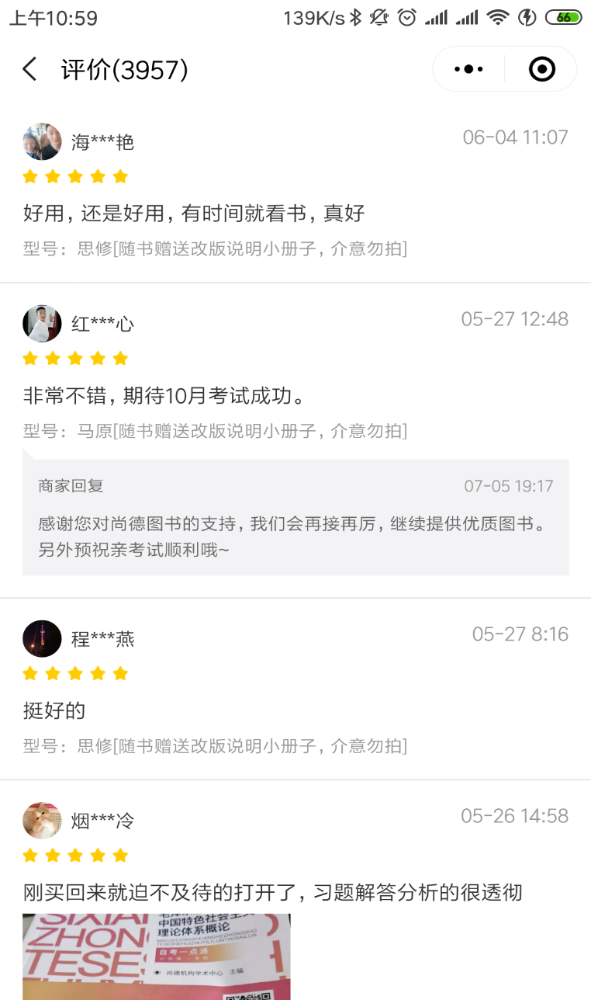 上午10:59
139K/s
66
评价(3957)
海***艳
06-04 11:07
好用，还是好用，有时间就看书，真好
型号：思修[随书赠送改版说明小册子，介意勿拍]
红***心
05-27 12:48
非常不错，期待10月考试成功。
型号：马原[随书赠送改版说明小册子，介意勿拍]
商家回复
07-05 19:17
感谢您对尚德图书的支持，我们会再接再厉，继续提供优质图书。
另外预祝亲考试顺利哦~
程***燕
05-27 8:16
挺好的
型号：思修[随书赠送改版说明小册子，介意勿拍]
烟***冷
05-26 14:58
刚买回来就迫不及待的打开了，习题解答分析的很透彻
SIXIAN
ZHONG
TESE
中国特色社会主义
理论体系概论
MAOZEDONGSIXIANGHEZHONGGUO
TESESHEHUIZHUYILILUNTIXIGAILUN
自考一点通
尚德机构学术中心 主编